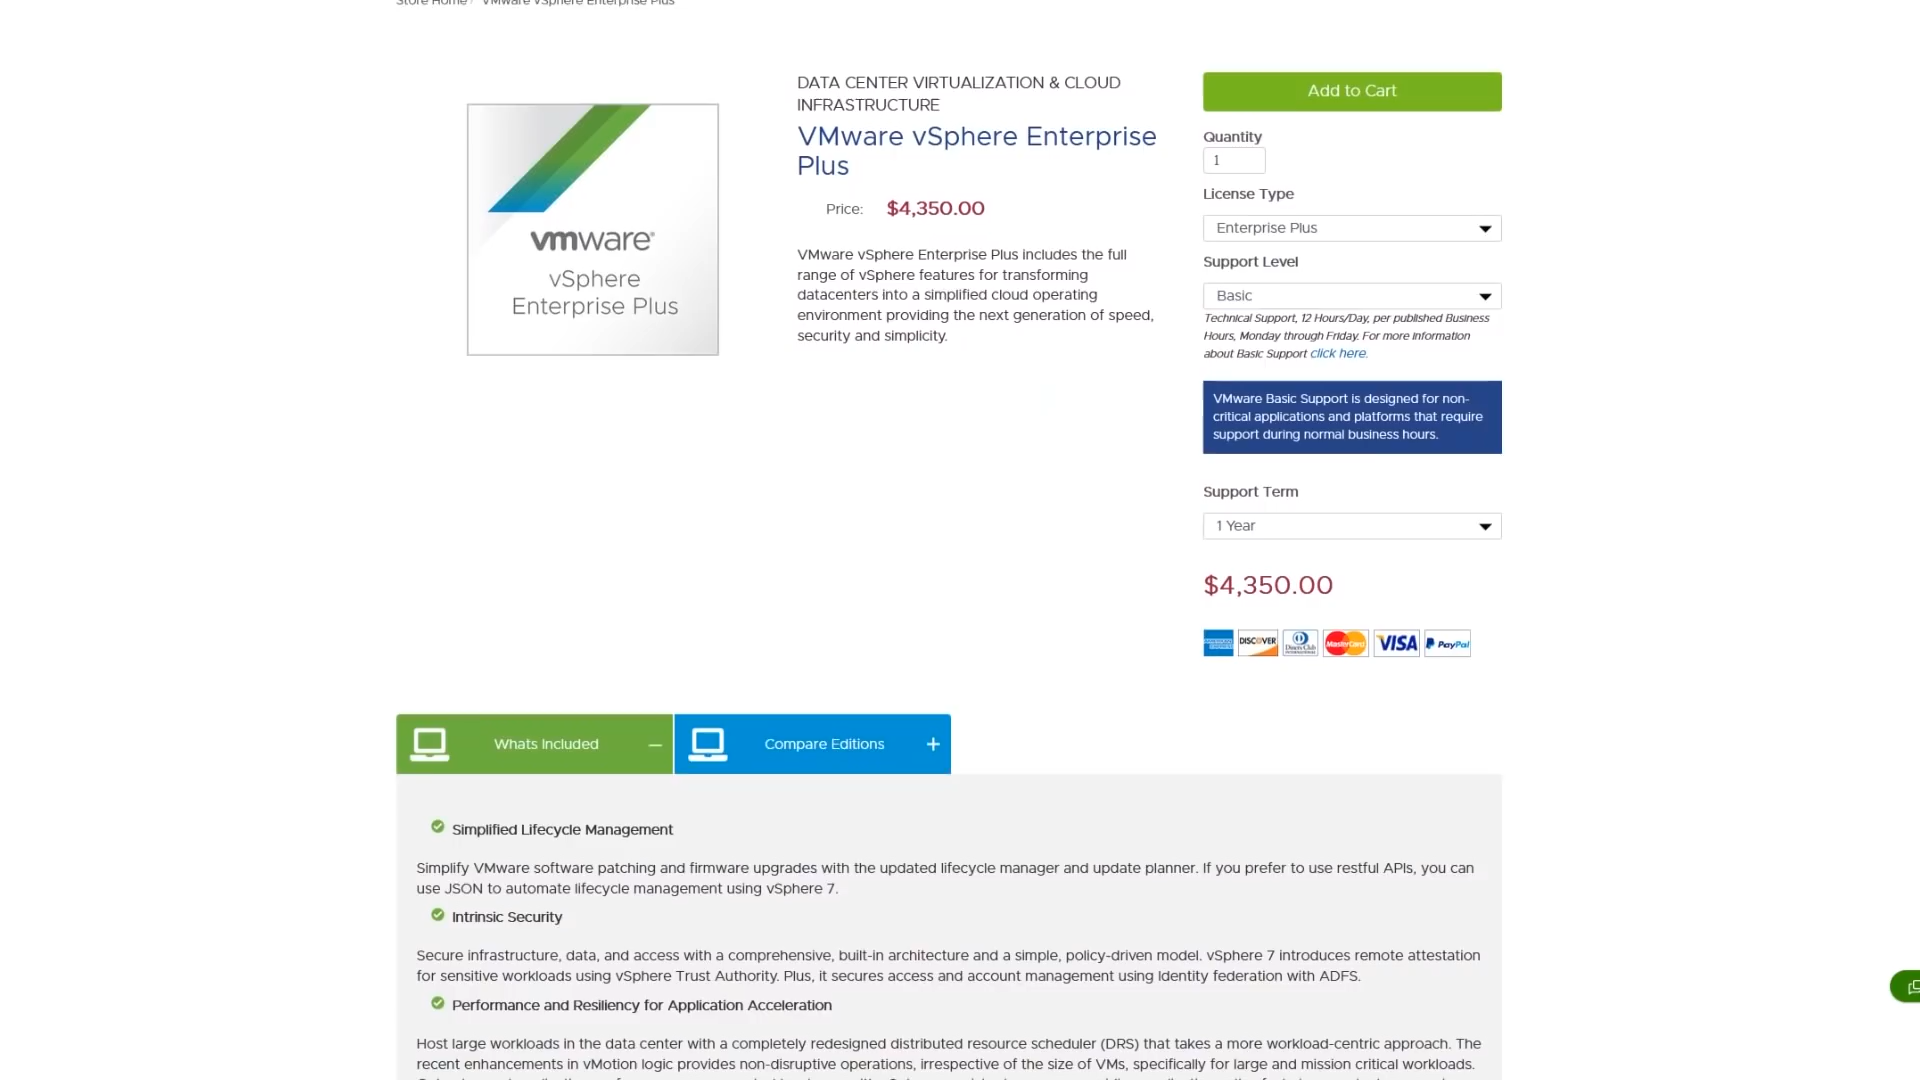 Store Home / VMware vSphere Enterprise Plus
vmware®
vSphere
Enterprise Plus
DATA CENTER VIRTUALIZATION & CLOUD
INFRASTRUCTURE
VMware vSphere Enterprise
Plus
Price: $4,350.00
VMware vSphere Enterprise Plus includes the full
range of vSphere features for transforming
datacenters into a simplified cloud operating
environment providing the next generation of speed,
security and simplicity.
Add to Cart
Quantity
1
License Type
Enterprise Plus
Support Level
Basic
Technical Support, 12 Hours/Day, per published Business
Hours, Monday through Friday. For more information
about Basic Support click here.
VMware Basic Support is designed for non-
critical applications and platforms that require
support during normal business hours.
Support Term
1 Year
$4,350.00
AMERICAN EXPRESS DISCOVER Diners Club INTERNATIONAL MasterCard VISA PayPal
Whats Included
Compare Editions
Simplified Lifecycle Management
Simplify VMware software patching and firmware upgrades with the updated lifecycle manager and update planner. If you prefer to use restful APIs, you can
use JSON to automate lifecycle management using vSphere 7.
Intrinsic Security
Secure infrastructure, data, and access with a comprehensive, built-in architecture and a simple, policy-driven model. vSphere 7 introduces remote attestation
for sensitive workloads using vSphere Trust Authority. Plus, it secures access and account management using Identity federation with ADFS.
Performance and Resiliency for Application Acceleration
Host large workloads in the data center with a completely redesigned distributed resource scheduler (DRS) that takes a more workload-centric approach. The
recent enhancements in vMotion logic provides non-disruptive operations, irrespective of the size of VMs, specifically for large and mission critical workloads.